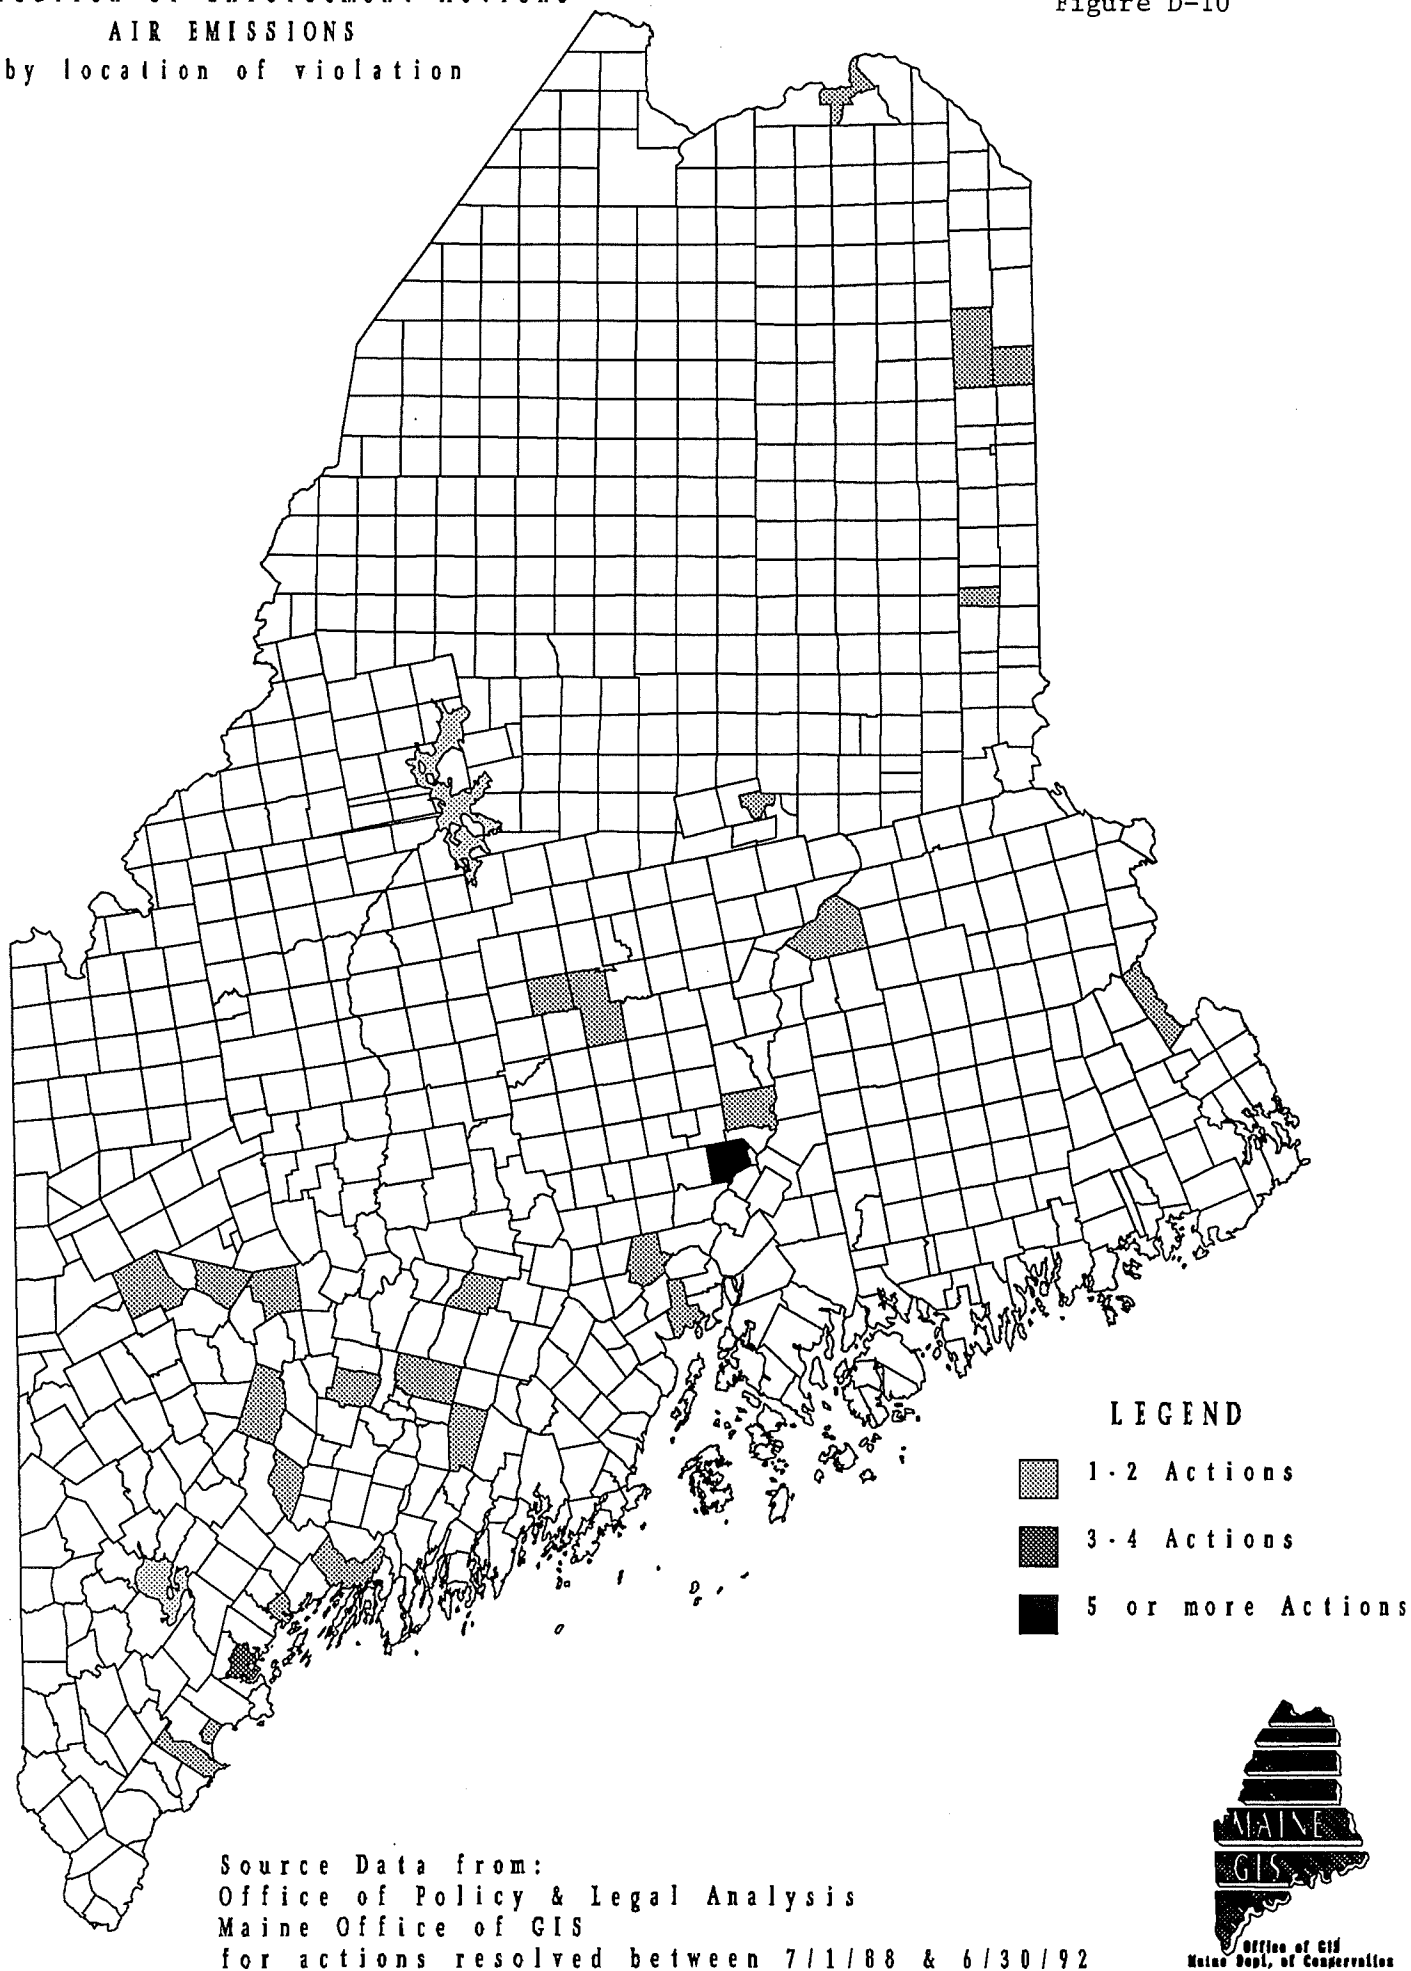 AIR EMISSIONS
by location of violation
Figure D-10
LEGEND
1-2 Actions
3-4 Actions
5 or more Actions
MAINE
GIS
Office of GIS
Maine Dept, of Conservation
Source Data from:
Office of Policy & Legal Analysis
Maine Office of GIS
for actions resolved between 7/1/88 & 6/30/92